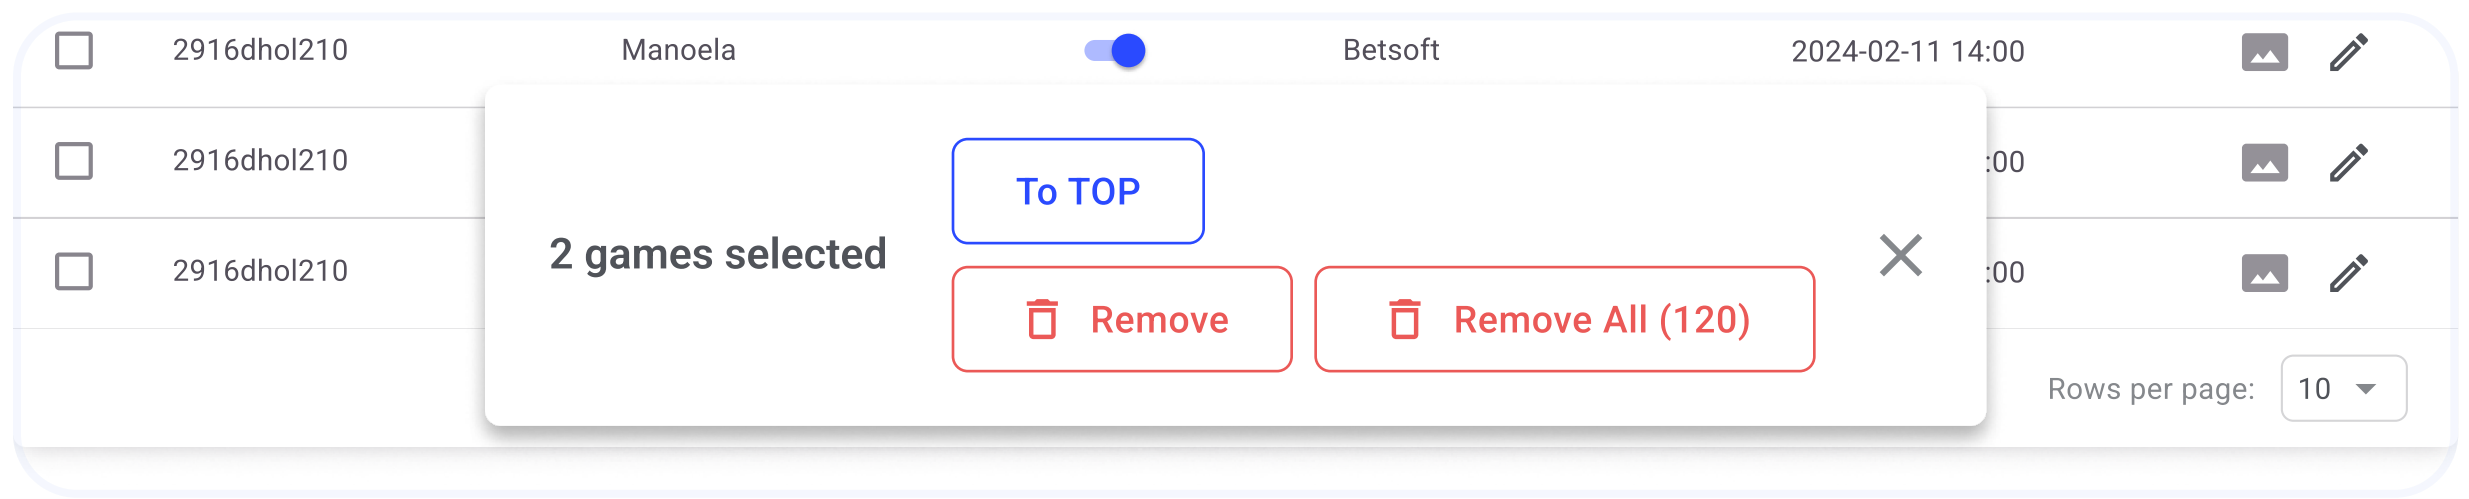 2916dhol210 Manoela Betsoft 2024-02-11 14:00
2916dhol210 :00
To TOP
2 games selected
2916dhol210 :00
Remove Remove All (120)
Rows per page: 10